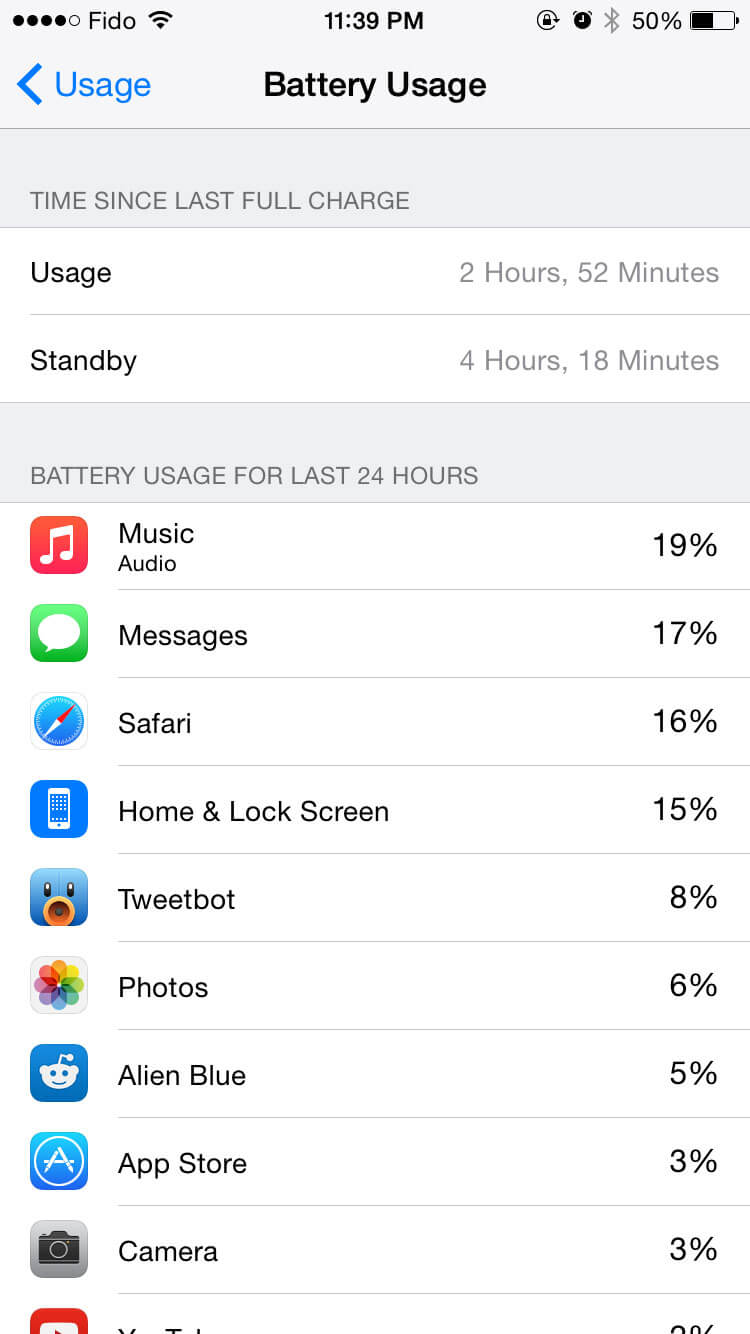 Fido 11:39 PM 50%
Usage Battery Usage
TIME SINCE LAST FULL CHARGE
Usage 2 Hours, 52 Minutes
Standby 4 Hours, 18 Minutes
BATTERY USAGE FOR LAST 24 HOURS
Music 19%
Audio
Messages 17%
Safari 16%
Home & Lock Screen 15%
Tweetbot 8%
Photos 6%
Alien Blue 5%
App Store 3%
Camera 3%